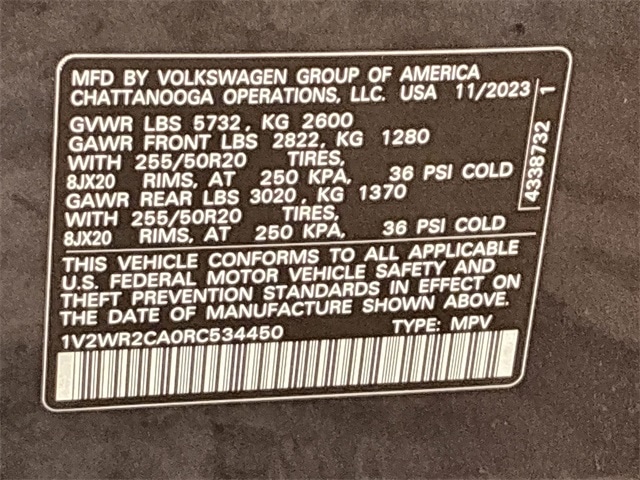 MFD BY VOLKSWAGEN GROUP OF AMERICA
CHATTANOOGA OPERATIONS, LLC. USA 11/2023
GVWR LBS 5732, KG 2600
GAWR FRONT LBS 2822, KG 1280
WITH 255/50R20 TIRES,
8JX20 RIMS, AT 250 KPA, 36 PSI COLD
GAWR REAR LBS 3020, KG 1370
WITH 255/50R20 TIRES,
8JX20 RIMS, AT 250 KPA, 36 PSI COLD
4338732 1
THIS VEHICLE CONFORMS TO ALL APPLICABLE
U.S. FEDERAL MOTOR VEHICLE SAFETY AND
THEFT PREVENTION STANDARDS IN EFFECT ON
THE DATE OF MANUFACTURE SHOWN ABOVE.
1V2WR2CA0RC534450 TYPE: MPV